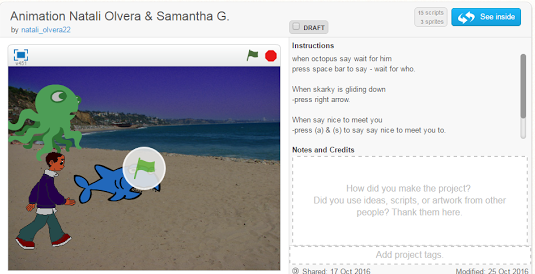 Animation Natali Olvera & Samantha G.
by natali_olvera22
19 scripts
3 sprites
See inside
DRAFT
Instructions
when octopus say wait for him
press space bar to say - wait for who.
When skarky is gliding down
-press right arrow.
When say nice to meet you
-press (a) & (s) to say say nice to meet you to.
Notes and Credits
How did you make the project?
Did you use ideas, scripts, or artwork from other
people? Thank them here.
Add project tags
Shared: 17 Oct 2016
Modified: 25 Oct 2016